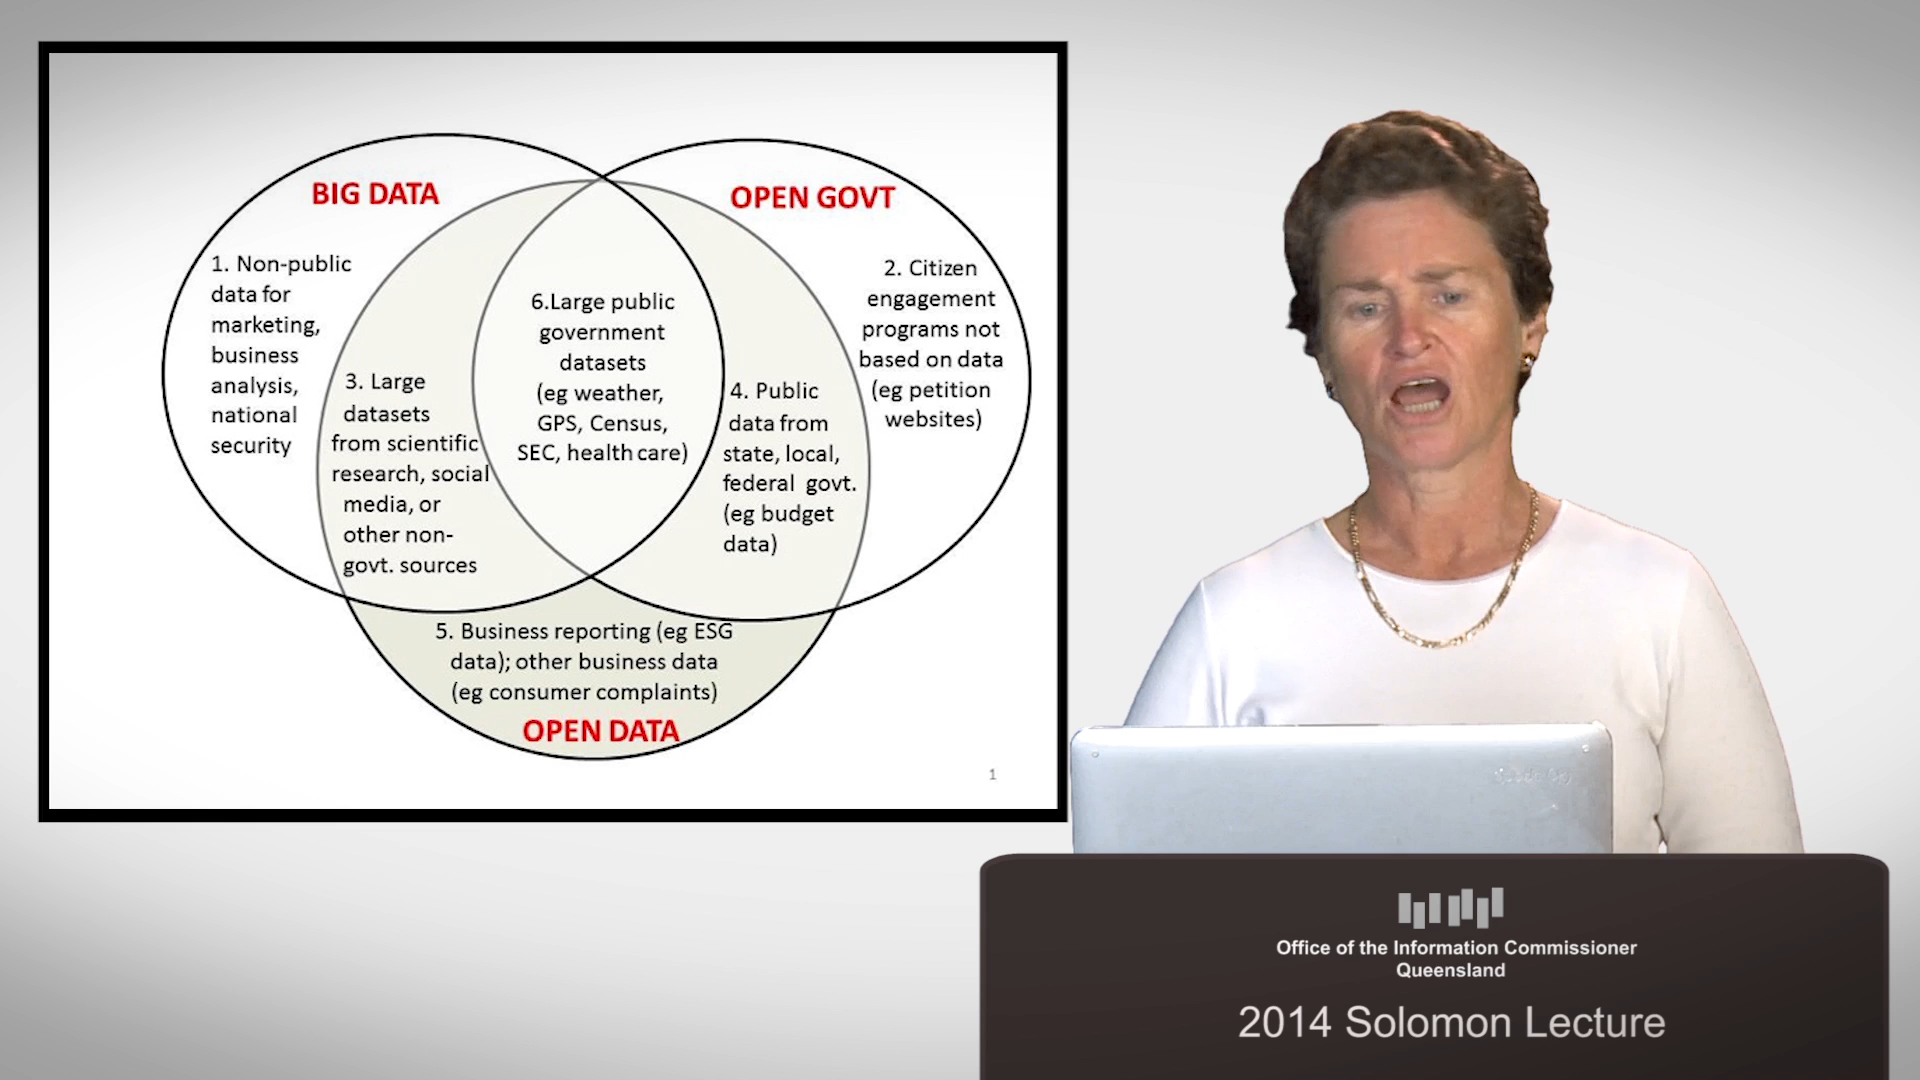 BIG DATA
OPEN GOVT
1. Non-public
data for
marketing,
business
analysis,
national
security
2. Citizen
engagement
programs not
based on data
(eg petition
websites)
6.Large public
government
datasets
(eg weather,
GPS, Census,
SEC, health care)
3. Large
datasets
from scientific
research, social
media, or
other non-
govt. sources
4. Public
data from
state, local,
federal govt.
(eg budget
data)
5. Business reporting (eg ESG
data); other business data
(eg consumer complaints)
OPEN DATA
1
Office of the Information Commissioner
Queensland
2014 Solomon Lecture